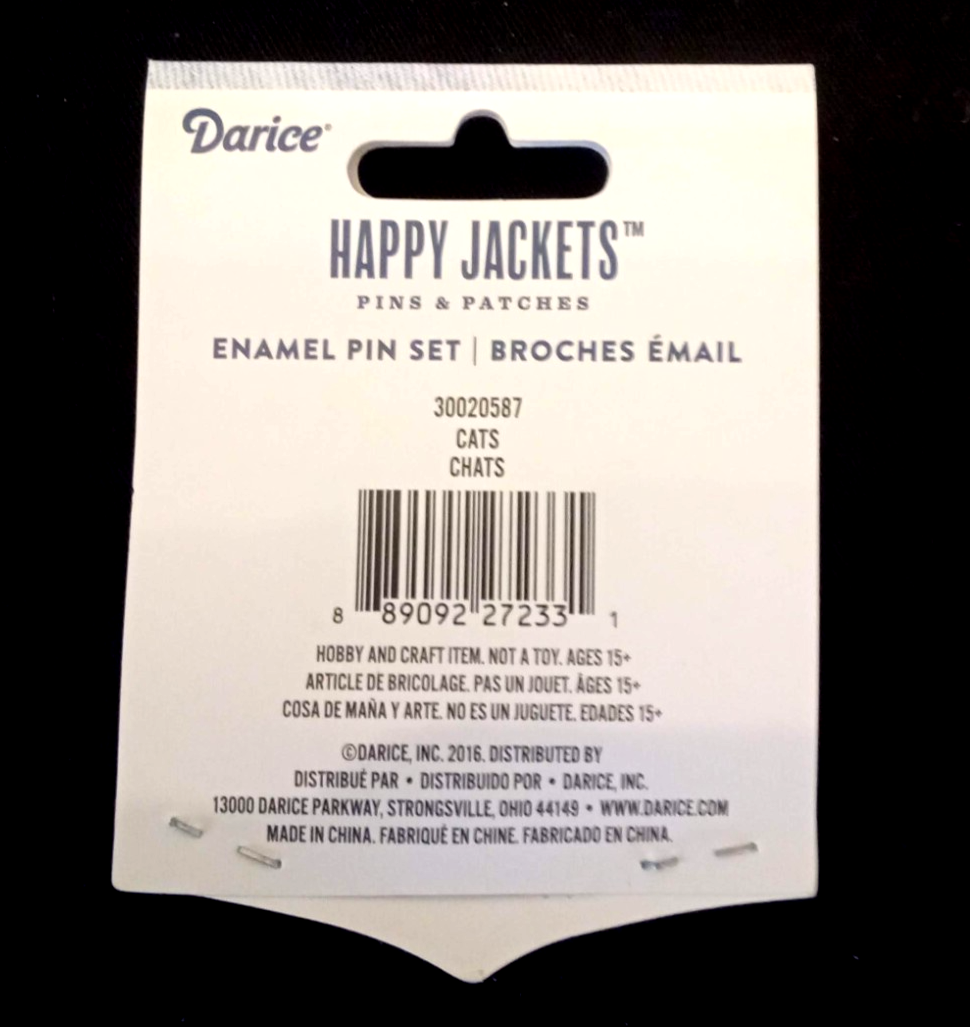 Darice®
HAPPY JACKETS™
PINS & PATCHES
ENAMEL PIN SET | BROCHES ÉMAIL
30020587
CATS
CHATS
8 89092 27233 1
HOBBY AND CRAFT ITEM. NOT A TOY. AGES 15+
ARTICLE DE BRICOLAGE. PAS UN JOUET. ÂGES 15+
COSA DE MAÑA Y ARTE. NO ES UN JUGUETE. EDADES 15+
©DARICE, INC. 2016. DISTRIBUTED BY
DISTRIBUÉ PAR • DISTRIBUIDO POR • DARICE, INC.
13000 DARICE PARKWAY, STRONGSVILLE, OHIO 44149 • WWW.DARICE.COM
MADE IN CHINA. FABRIQUÉ EN CHINE. FABRICADO EN CHINA.